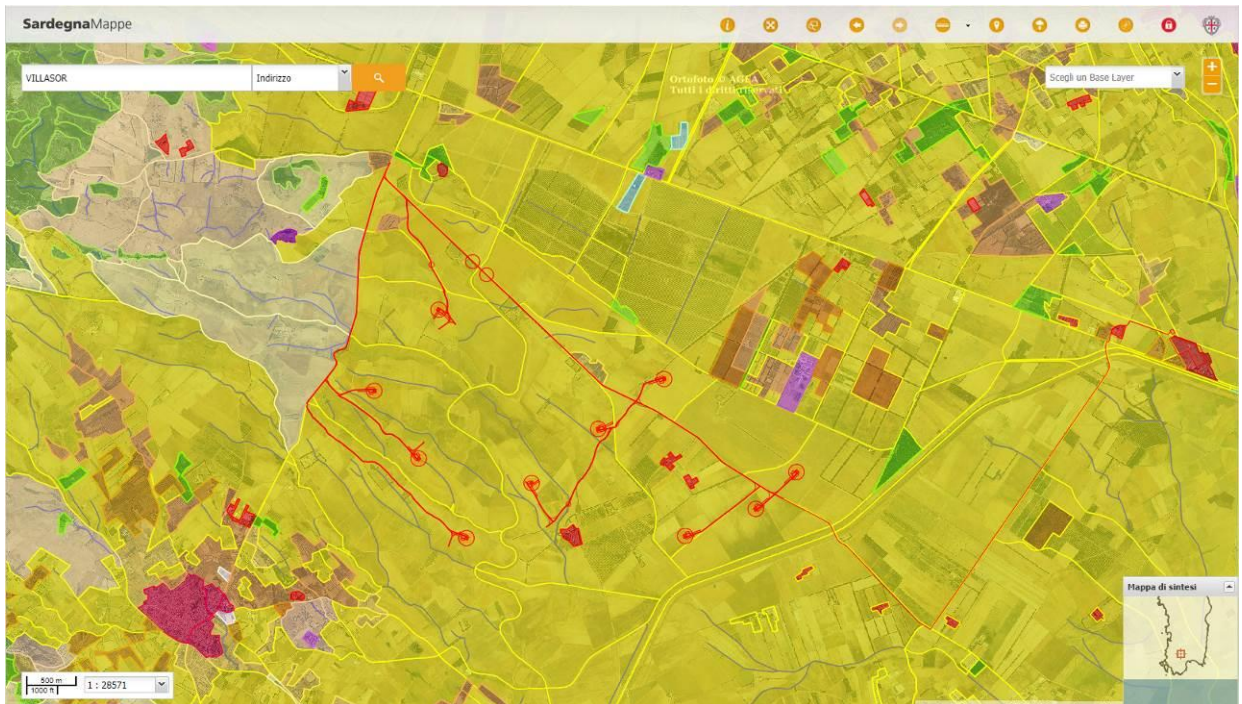 SardegnaMappe
VILLASOR
Indirizzo
Ortofoto © AGEA
Tutti i diritti riservati
Scegli un Base Layer
+
−
Mappa di sintesi
500 m
1000 ft
1 : 28571